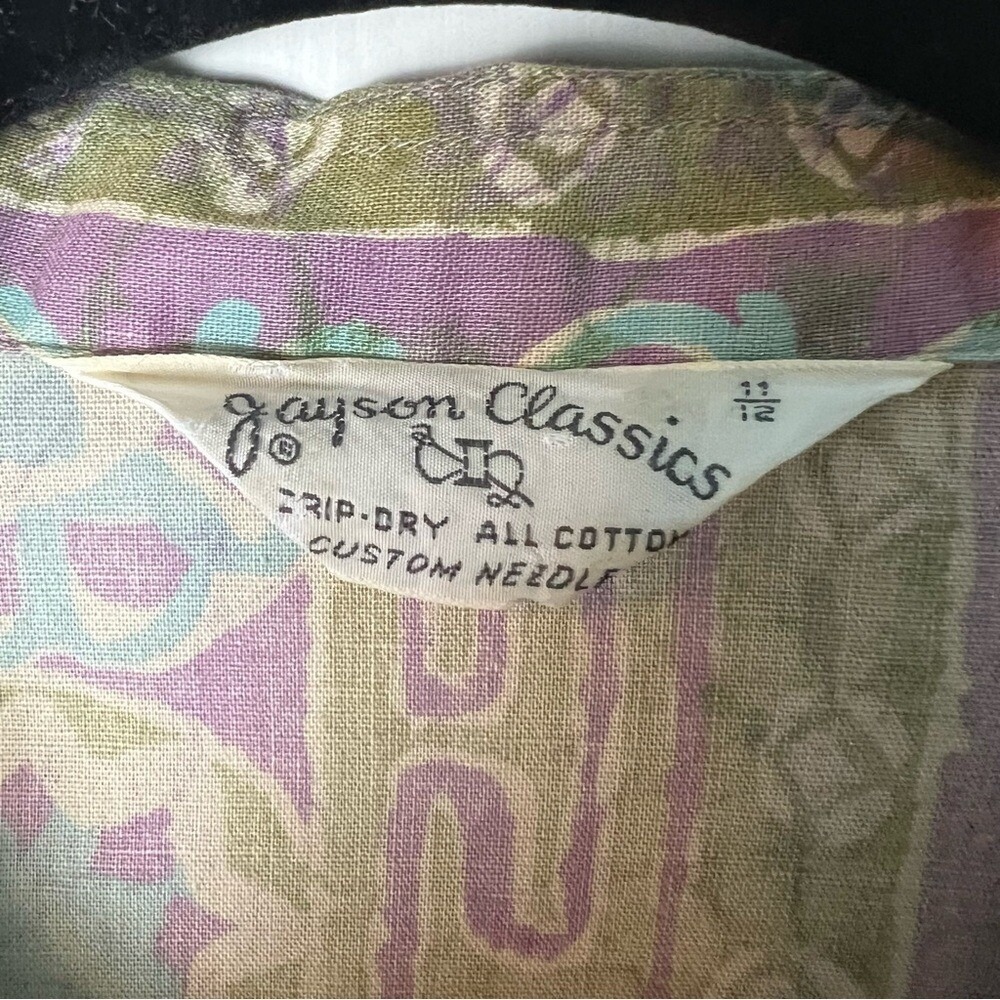 Jayson Classics
®
11/12
DRIP-DRY ALL COTTON
CUSTOM NEEDLE